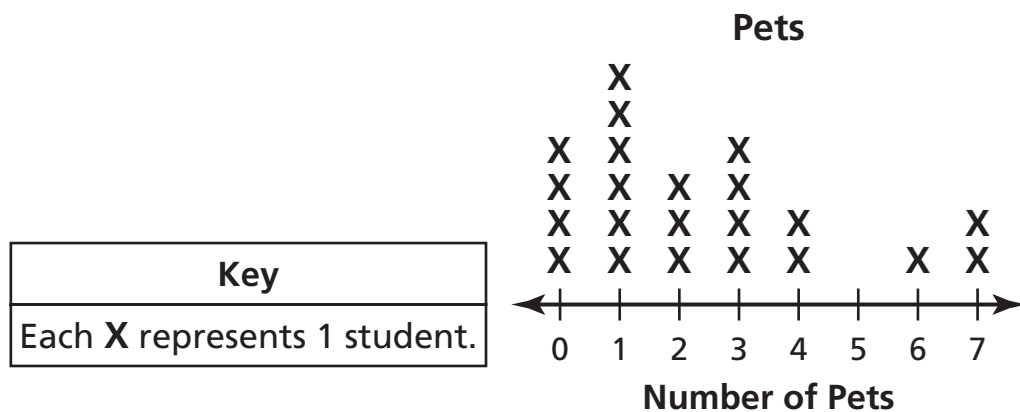 Pets
X
X
X X X
X X X X
X X X X X X
X X X X X X X
Key
Each X represents 1 student.
0 1 2 3 4 5 6 7
Number of Pets